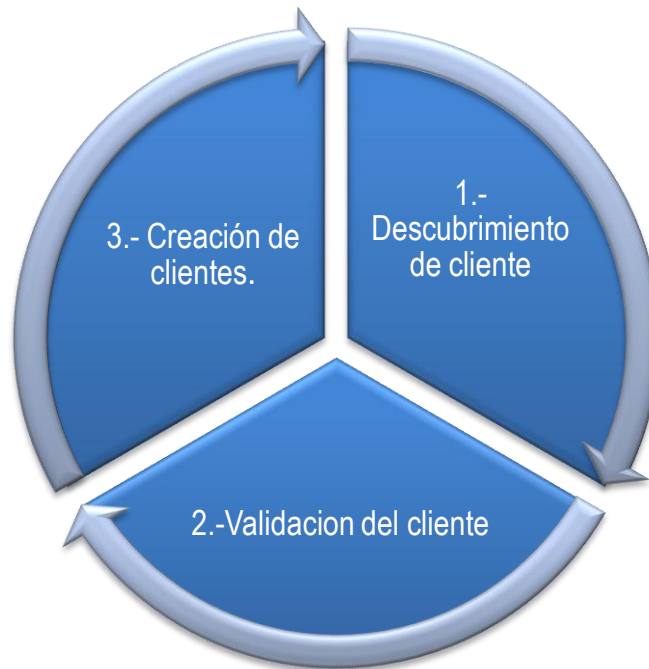 1.-
Descubrimiento
de cliente
2.-Validacion del cliente
3.- Creación de
clientes.